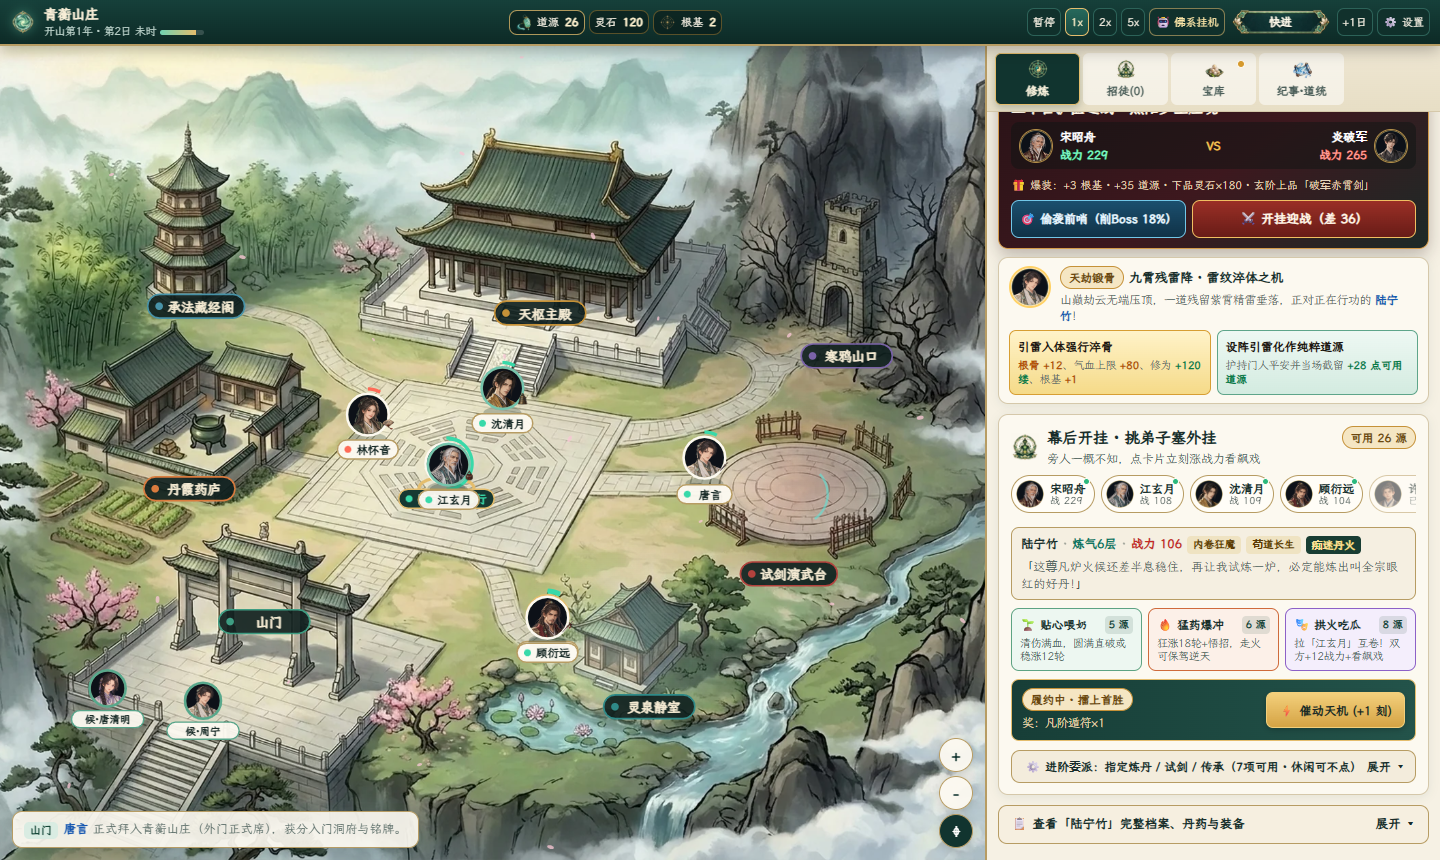 青蘅山庄
开山第1年・第2日 未时
道源 26
灵石 120
根基 2
暂停
1x
2x
5x
佛系挂机
快进
+1日
设置
修炼
招徒(0)
宝库
纪事·道统
宋昭舟
战力 229
VS
炎破军
战力 265
爆装：+3 根基・+35 道源・下品灵石×180・玄阶上品「破军赤霄剑」
偷袭前哨（削Boss 18%）
开挂迎战（差 36）
天劫锻骨
九霄残雷降・雷纹淬体之机
山巅劫云无端压顶，一道残留紫霄精雷垂落，正对正在行功的 陆宁
竹!
引雷入体强行淬骨
根骨 +12、气血上限 +80、修为 +120
缕、根基 +1
设阵引雷化作纯粹道源
护持门人平安并当场截留 +28 点可用
道源
幕后开挂・挑弟子塞外挂
可用 26 源
旁人一概不知，点卡片立刻涨战力看飙戏
宋昭舟
战 229
江玄月
战 108
沈清月
战 109
顾衍远
战 104
陆宁竹 · 炼气6层 · 战力 106
内卷狂魔
苟道长生
痴迷丹火
「这尊凡炉火候还差半息稳住，再让我试炼一炉，必定能炼出叫全宗眼
红的好丹!」
贴心喂奶
5 源
清伤满血，圆满直破或
稳涨12轮
猛药爆冲
6 源
狂涨18轮+悟招，走火
可保驾逆天
拱火吃瓜
8 源
拉「江玄月」互卷！双
方+12战力+看飙戏
履约中・擂上首胜
奖：凡阶遁符×1
催动天机 (+1 刻)
进阶委派：指定炼丹 / 试剑 / 传承（7项可用・休闲可不点）
展开
查看「陆宁竹」完整档案、丹药与装备
展开
承法藏经阁
天枢主殿
寒鸦山口
沈清月
林怀音
江玄月
唐言
丹霞药庐
试剑演武台
山门
顾衍远
灵泉静室
候·唐清明
候·周宁
+
-
山门
唐言 正式拜入青蘅山庄（外门正式席），获分入门洞府与铭牌。